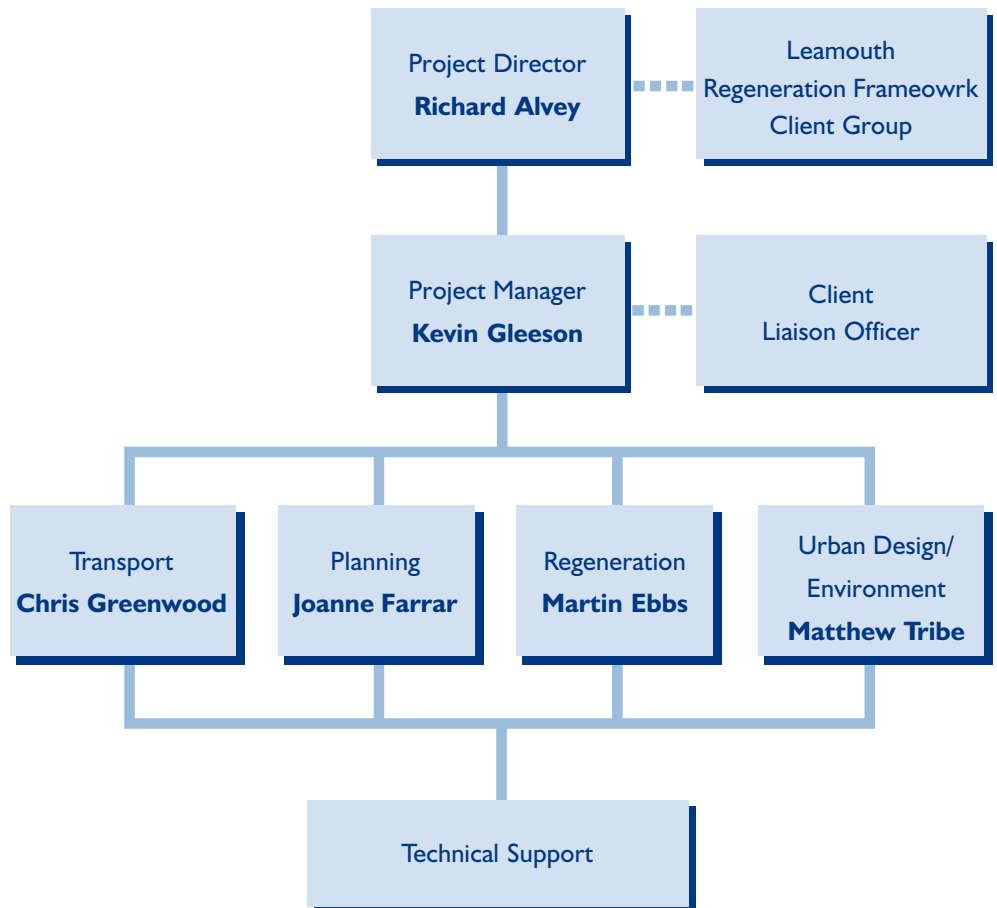 Project Director
Richard Alvey
Leamouth
Regeneration Frameowrk
Client Group
Project Manager
Kevin Gleeson
Client
Liaison Officer
Transport
Chris Greenwood
Planning
Joanne Farrar
Regeneration
Martin Ebbs
Urban Design/
Environment
Matthew Tribe
Technical Support